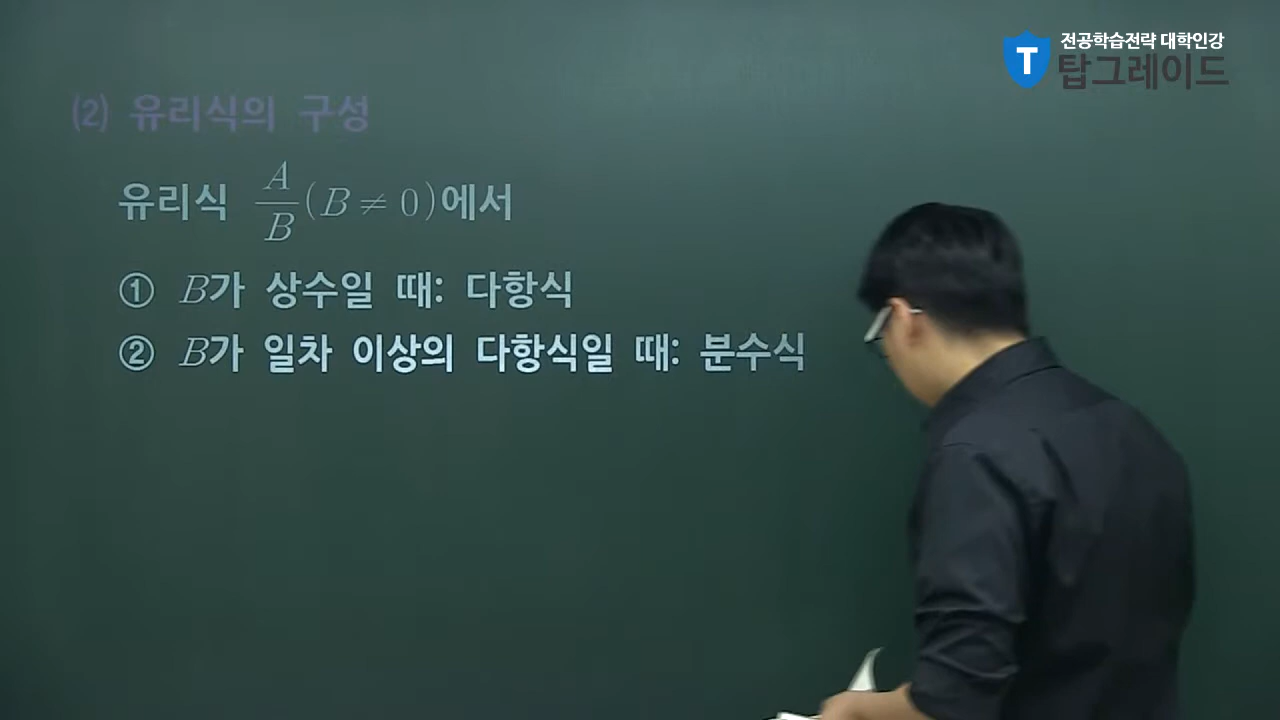 전공학습전략 대학인강
T 탑그레이드
(2) 유리식의 구성
유리식 A/B (B ≠ 0)에서
① B가 상수일 때: 다항식
② B가 일차 이상의 다항식일 때: 분수식